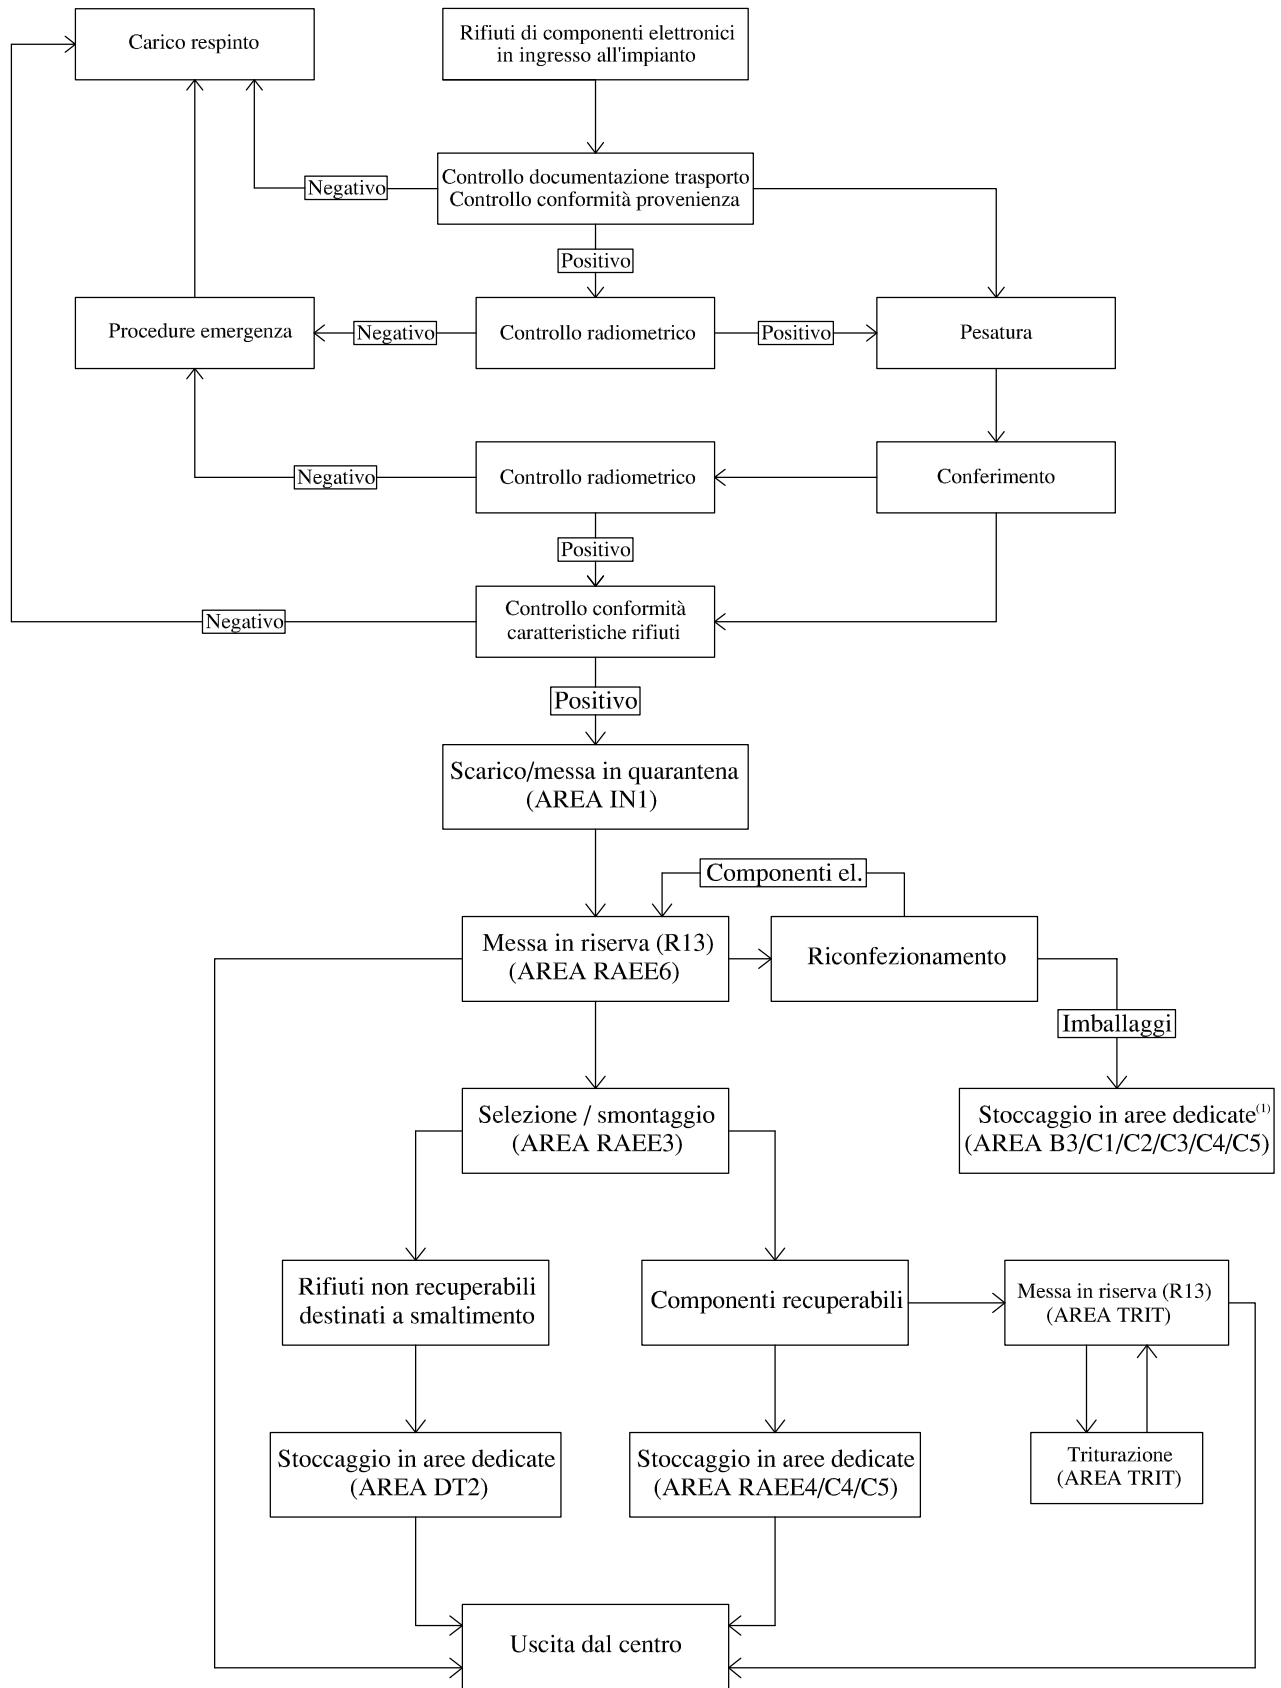 Carico respinto
Rifiuti di componenti elettronici
in ingresso all'impianto
Negativo
Controllo documentazione trasporto
Controllo conformità provenienza
Positivo
Procedure emergenza
Negativo
Controllo radiometrico
Positivo
Pesatura
Negativo
Controllo radiometrico
Conferimento
Positivo
Negativo
Controllo conformità
caratteristiche rifiuti
Positivo
Scarico/messa in quarantena
(AREA IN1)
Componenti el.
Messa in riserva (R13)
(AREA RAEE6)
Riconfezionamento
Imballaggi
Selezione / smontaggio
(AREA RAEE3)
Stoccaggio in aree dedicate(1)
(AREA B3/C1/C2/C3/C4/C5)
Rifiuti non recuperabili
destinati a smaltimento
Componenti recuperabili
Messa in riserva (R13)
(AREA TRIT)
Stoccaggio in aree dedicate
(AREA DT2)
Stoccaggio in aree dedicate
(AREA RAEE4/C4/C5)
Triturazione
(AREA TRIT)
Uscita dal centro